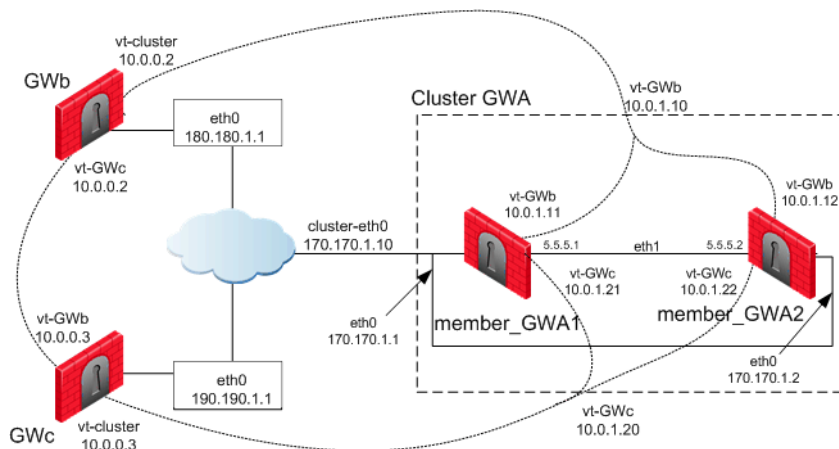 vt-cluster
10.0.0.2
GWb
eth0
180.180.1.1
vt-GWc
10.0.0.2
vt-GWb
10.0.1.10
Cluster GWA
vt-GWb
10.0.1.11
vt-GWb
10.0.1.12
cluster-eth0
170.170.1.10
5.5.5.1
eth1
5.5.5.2
vt-GWc
10.0.1.21
vt-GWc
10.0.1.22
member_GWA1
member_GWA2
eth0
170.170.1.1
eth0
170.170.1.2
vt-GWb
10.0.0.3
eth0
190.190.1.1
GWc
vt-cluster
10.0.0.3
vt-GWc
10.0.1.20